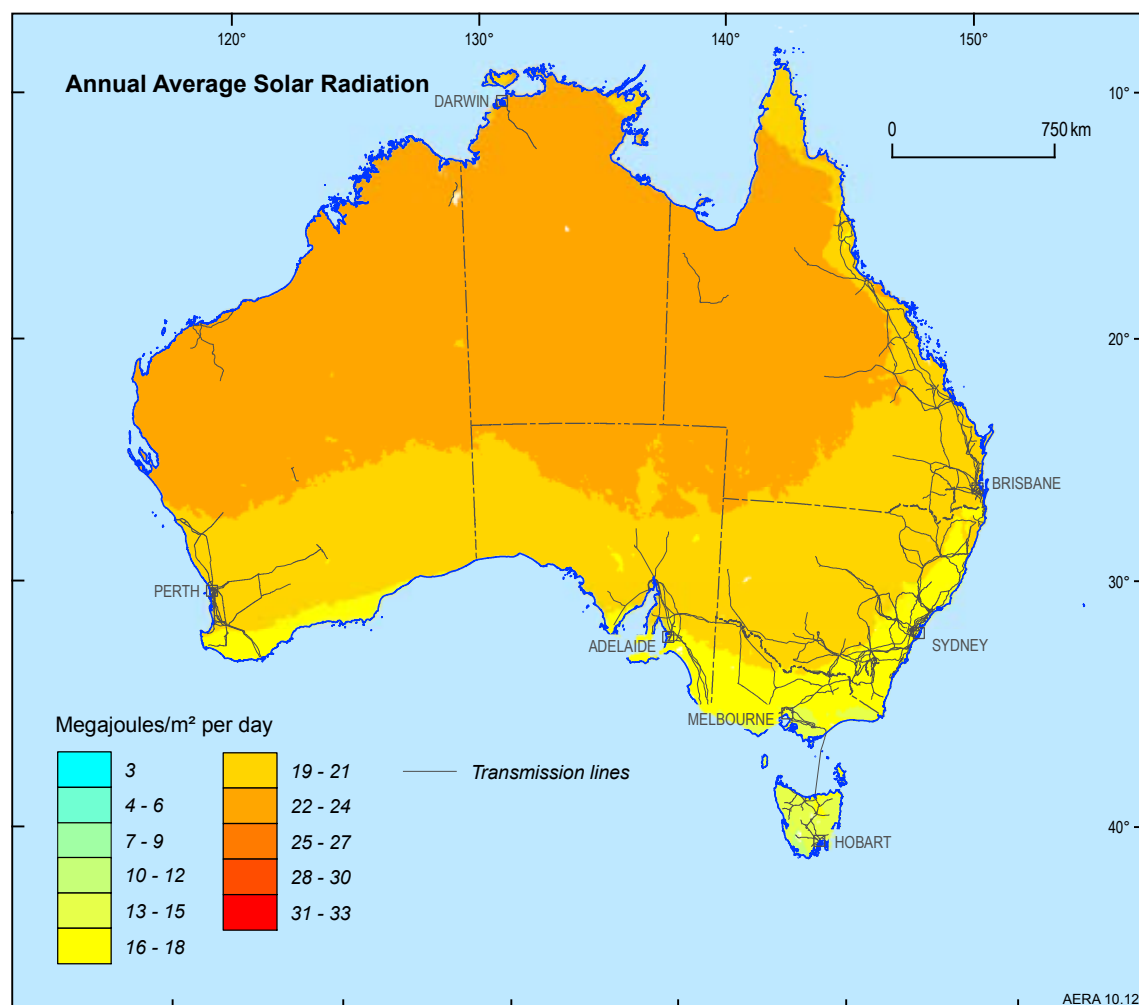 120°
130°
140°
150°
Annual Average Solar Radiation
DARWIN
10°
0
750 km
20°
BRISBANE
PERTH
30°
ADELAIDE
SYDNEY
MELBOURNE
Megajoules/m² per day
3
4 - 6
7 - 9
10 - 12
13 - 15
16 - 18
19 - 21
22 - 24
25 - 27
28 - 30
31 - 33
Transmission lines
40°
HOBART
AERA 10.12